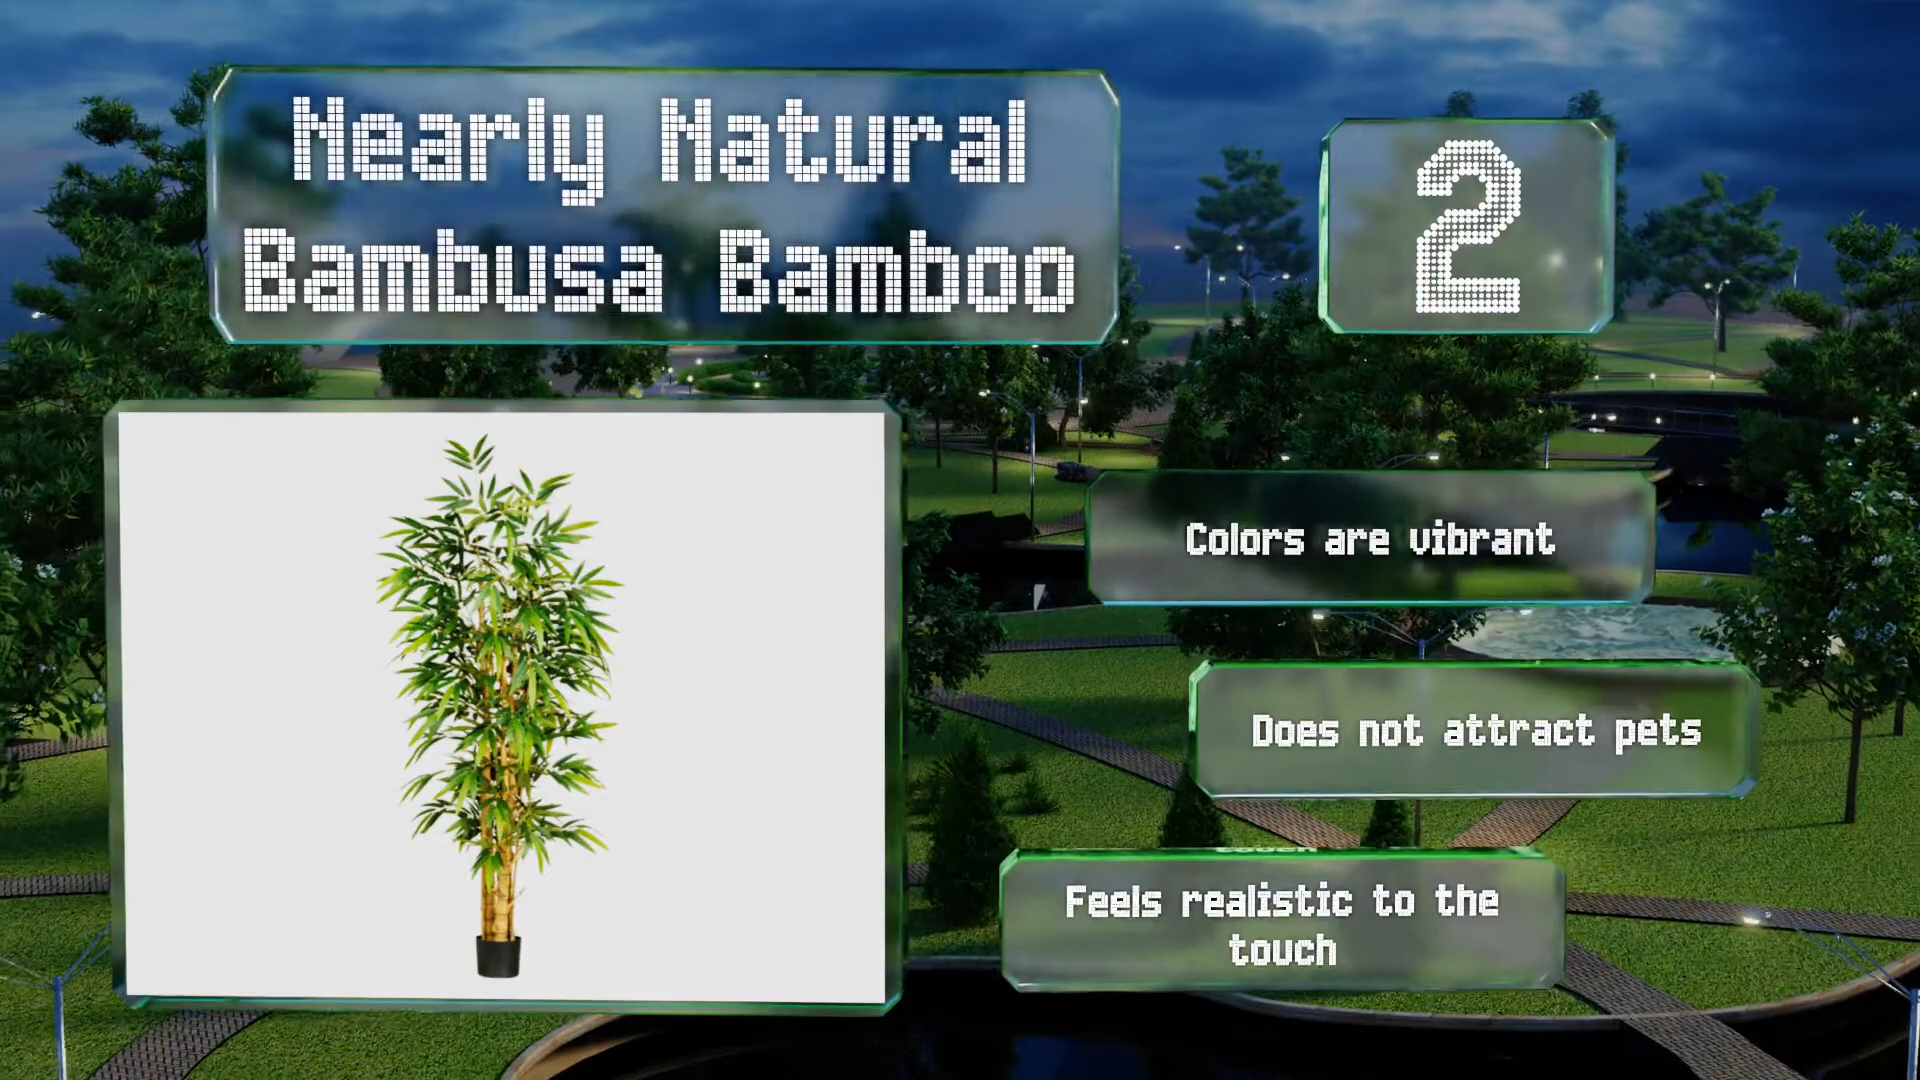 Nearly Natural
Bambusa Bamboo
2
Colors are vibrant
Does not attract pets
Feels realistic to the
touch